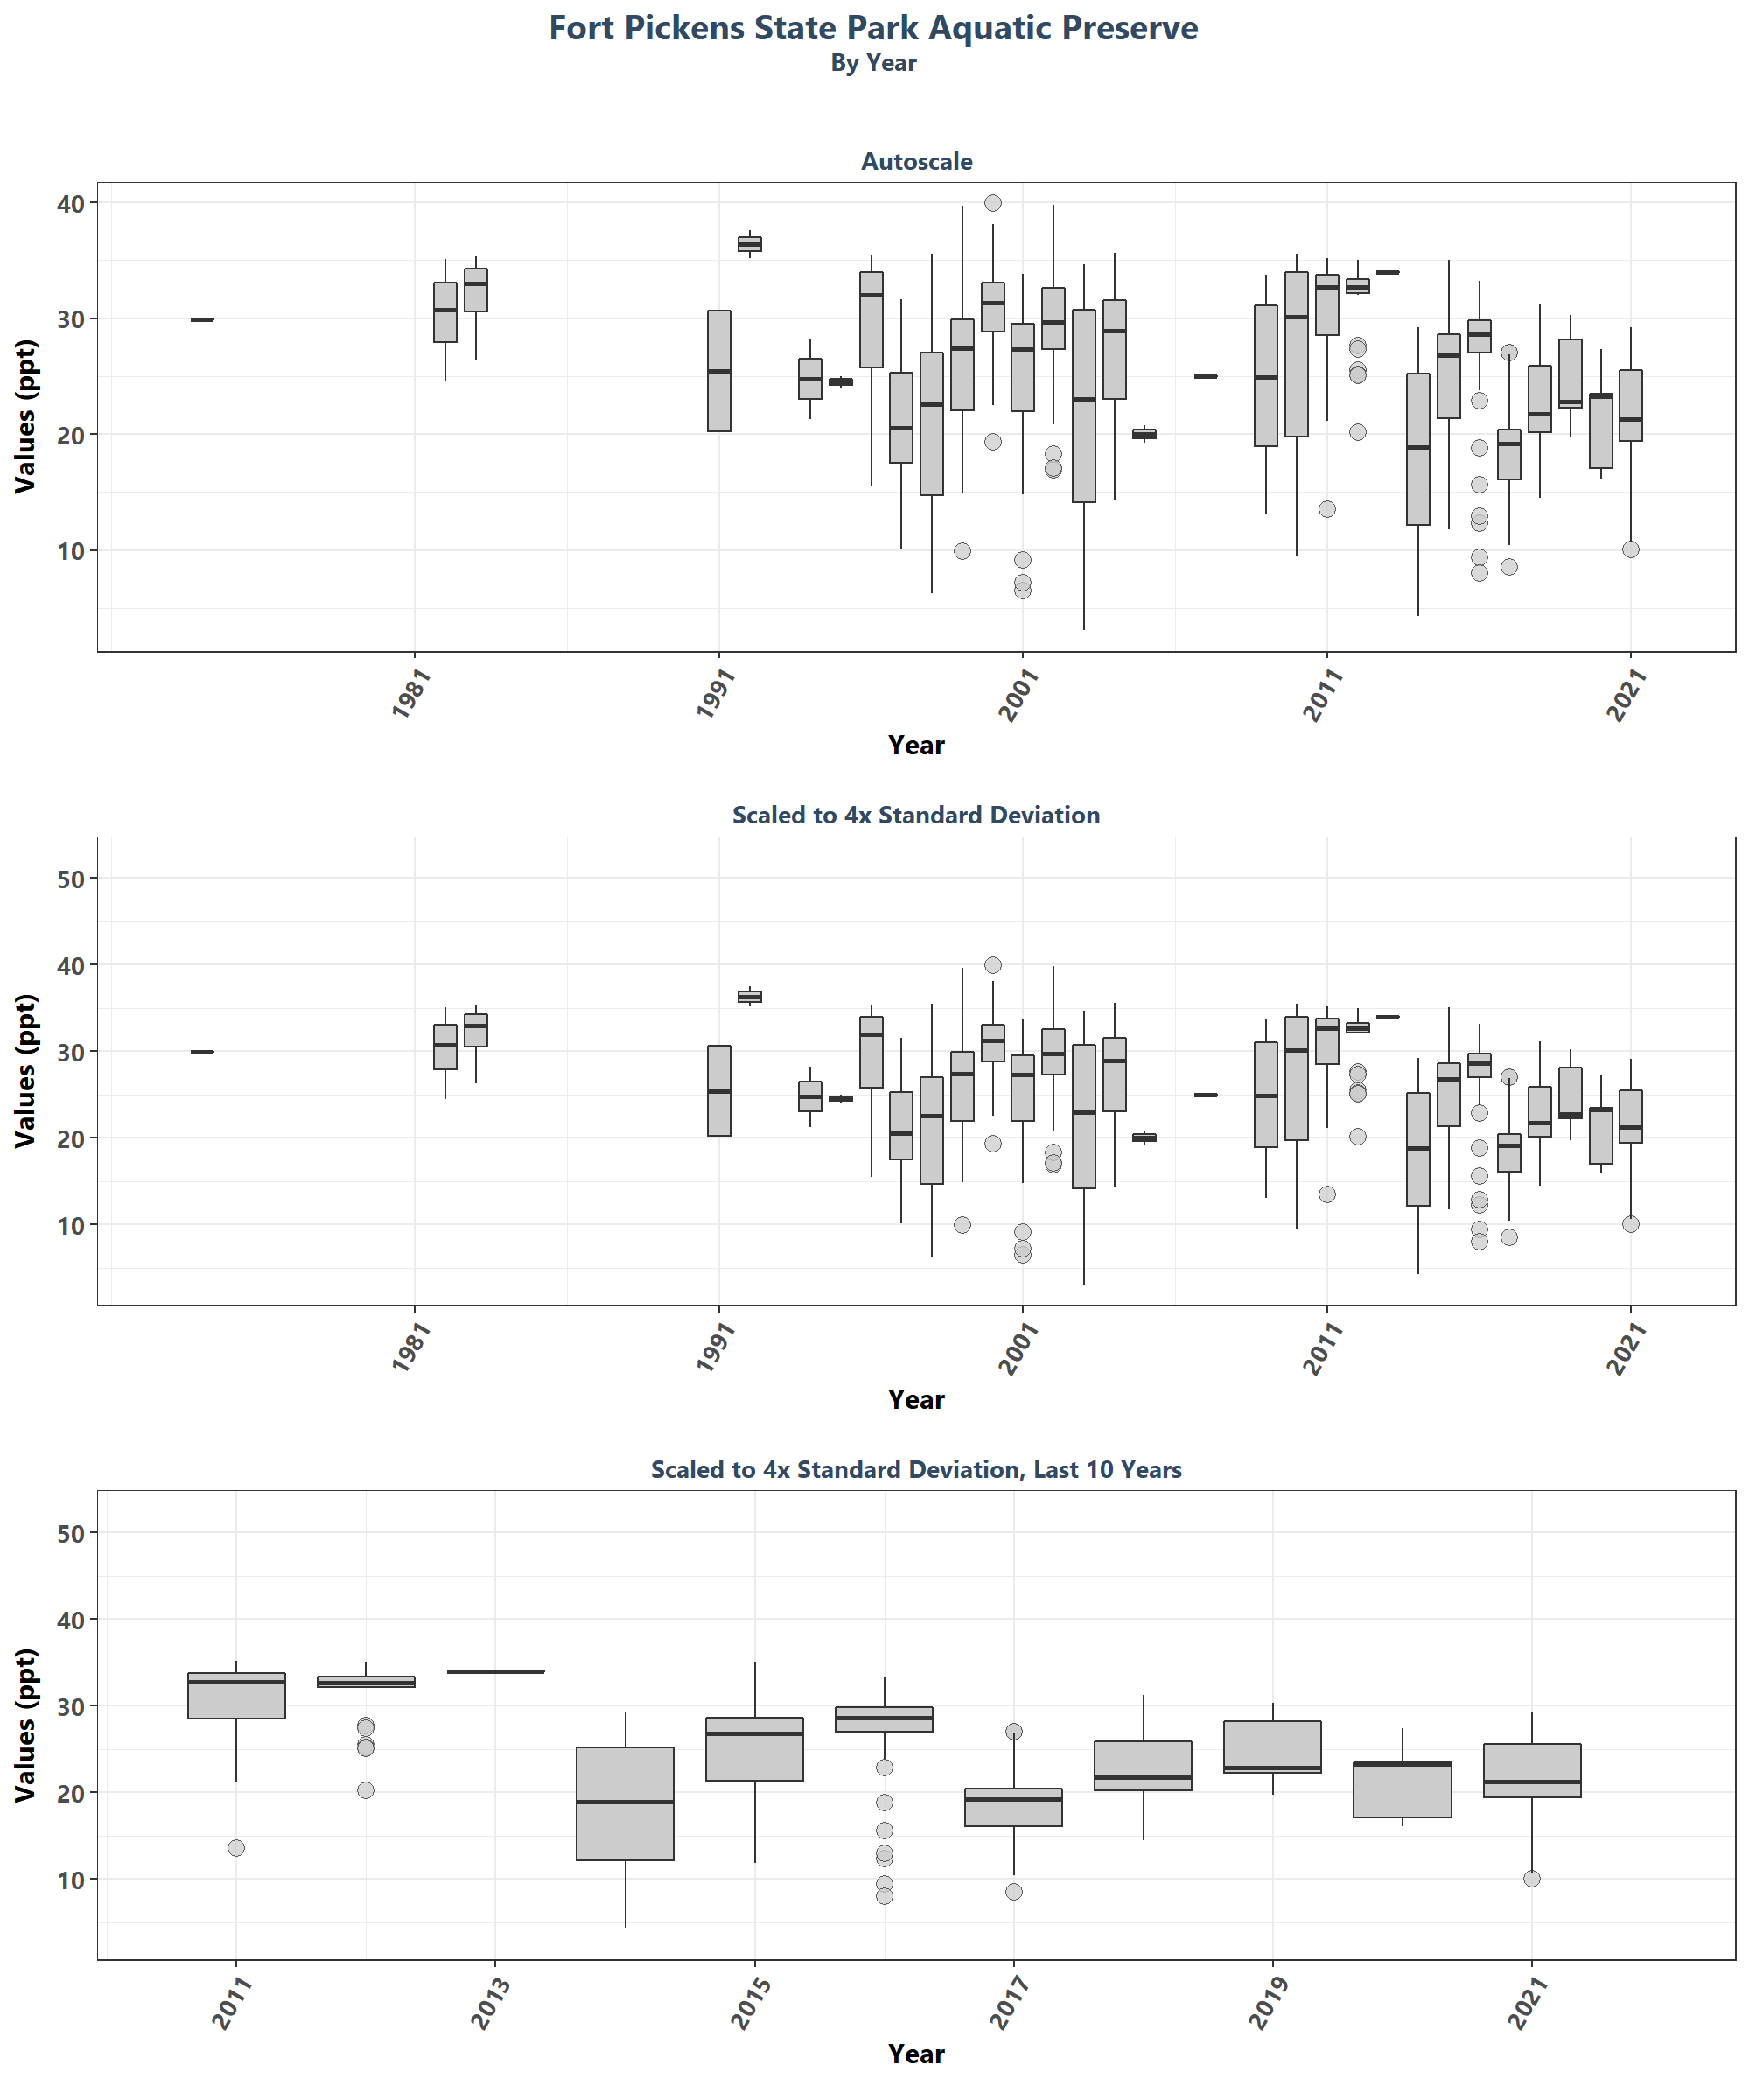 Fort Pickens State Park Aquatic Preserve
By Year
Autoscale
Values (ppt)
40
30
20
10
1981
1991
2001
2011
2021
Year
Scaled to 4x Standard Deviation
Values (ppt)
50
40
30
20
10
1981
1991
2001
2011
2021
Year
Scaled to 4x Standard Deviation, Last 10 Years
Values (ppt)
50
40
30
20
10
2011
2013
2015
2017
2019
2021
Year